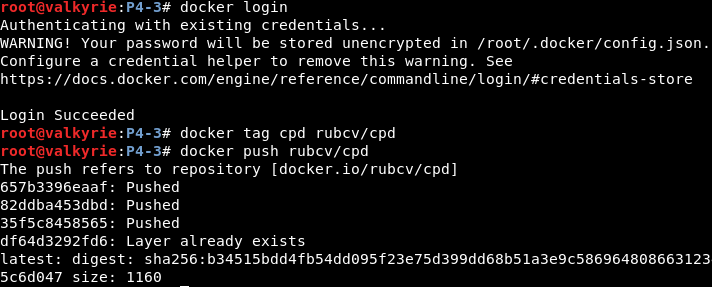 root@valkyrie:P4-3# docker login
Authenticating with existing credentials...
WARNING! Your password will be stored unencrypted in /root/.docker/config.json.
Configure a credential helper to remove this warning. See
https://docs.docker.com/engine/reference/commandline/login/#credentials-store

Login Succeeded
root@valkyrie:P4-3# docker tag cpd rubcv/cpd
root@valkyrie:P4-3# docker push rubcv/cpd
The push refers to repository [docker.io/rubcv/cpd]
657b3396eaaf: Pushed
82ddba453dbd: Pushed
35f5c8458565: Pushed
df64d3292fd6: Layer already exists
latest: digest: sha256:b34515bdd4fb54dd095f23e75d399dd68b51a3e9c586964808663123
5c6d047 size: 1160